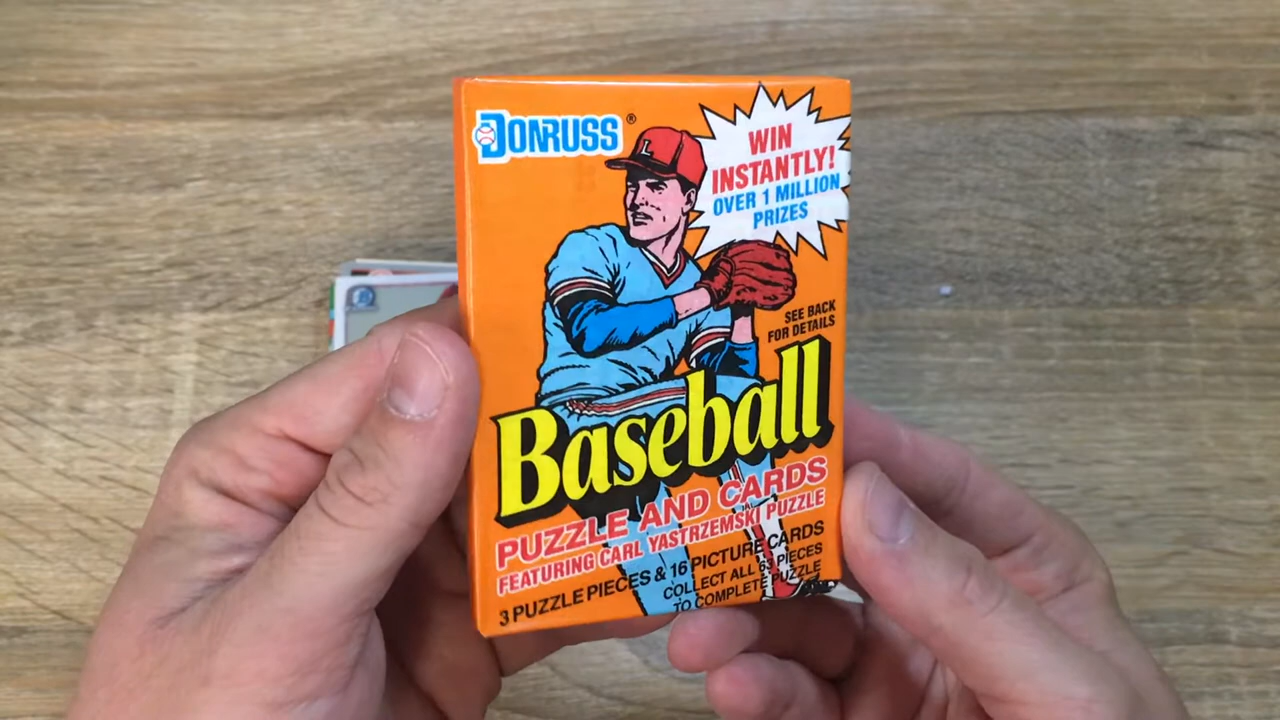 DONRUSS®
L
WIN
INSTANTLY!
OVER 1 MILLION
PRIZES
SEE BACK
FOR DETAILS
Baseball
PUZZLE AND CARDS
FEATURING CARL YASTRZEMSKI PUZZLE
3 PUZZLE PIECES & 16 PICTURE CARDS
COLLECT ALL 63 PIECES
TO COMPLETE PUZZLE